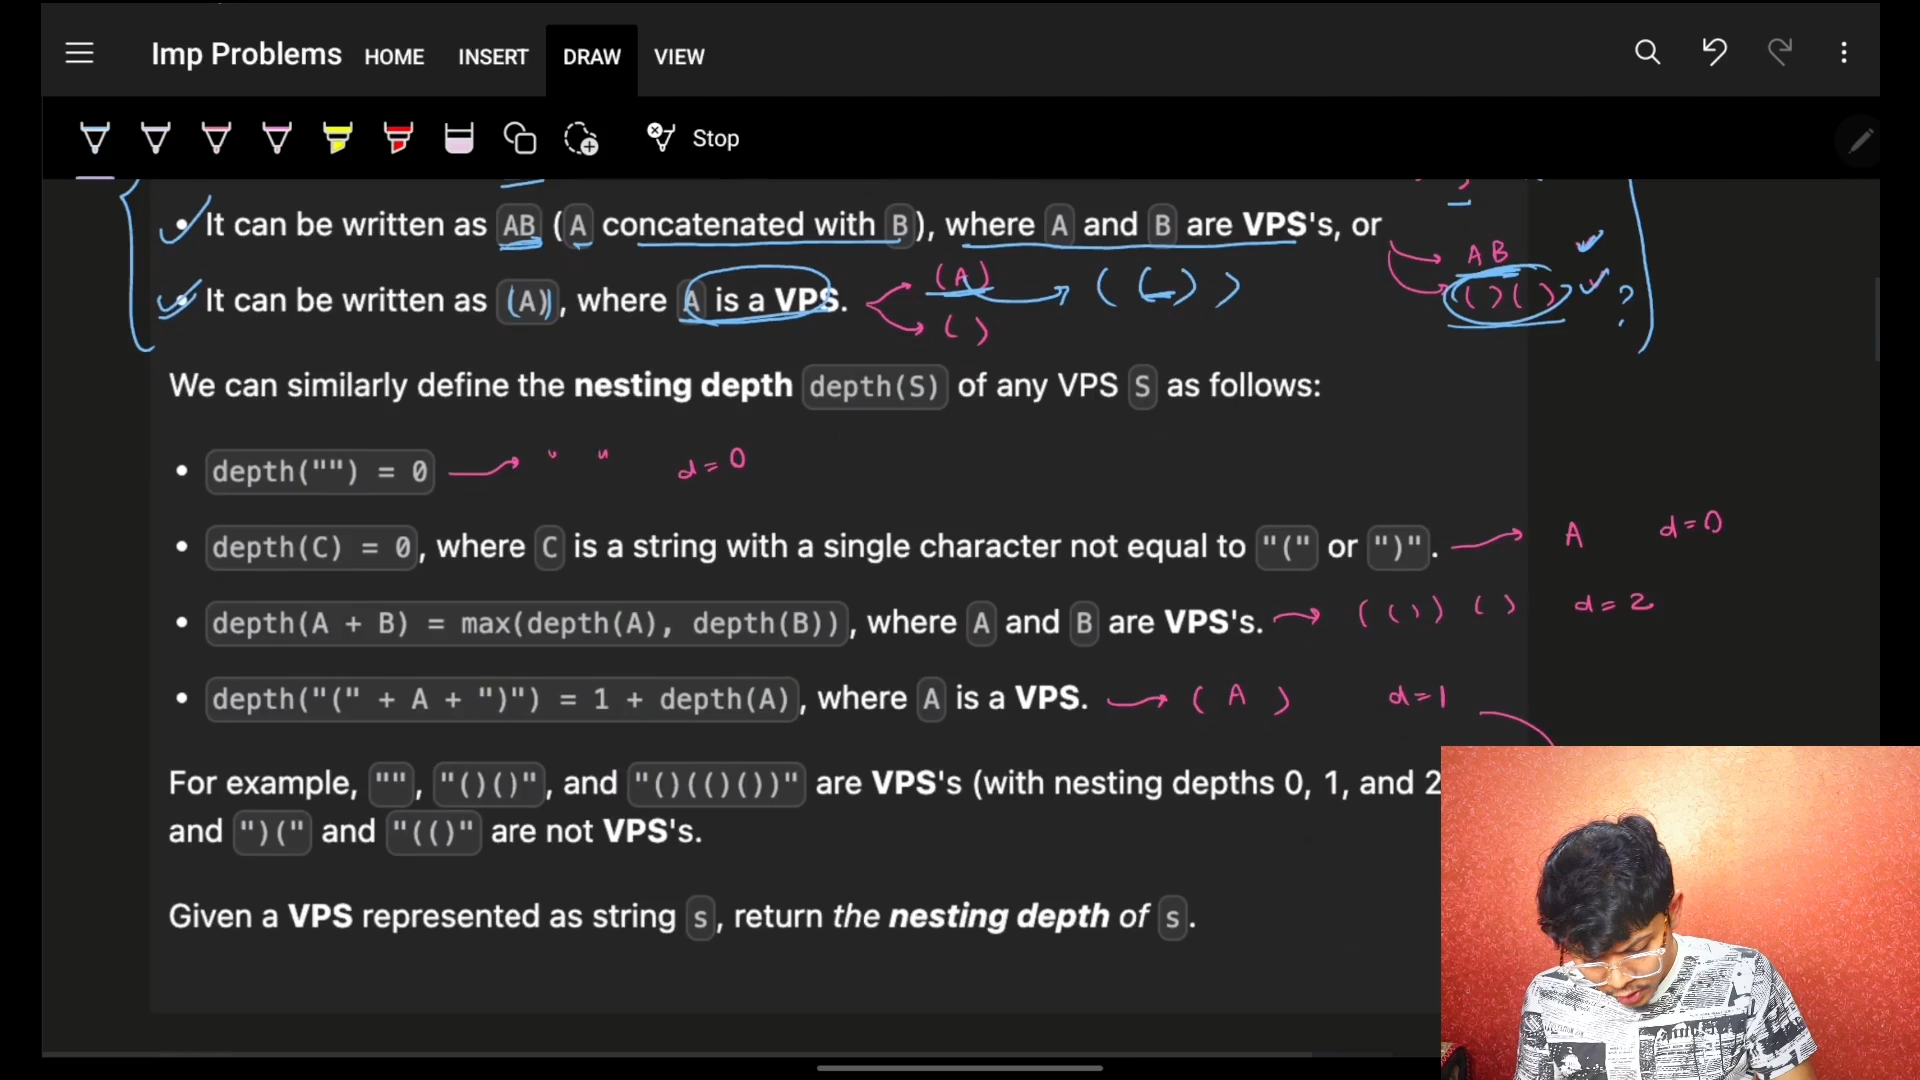 Imp Problems HOME INSERT DRAW VIEW
Stop
• It can be written as AB (A concatenated with B), where A and B are VPS's, or
A B
• It can be written as (A), where A is a VPS.
(A)
( ( ) )
( ) ( ) ?
( )
We can similarly define the nesting depth depth(S) of any VPS S as follows:
• depth("") = 0 " " d = 0
• depth(C) = 0, where C is a string with a single character not equal to "(" or ")". A d = 0
• depth(A + B) = max(depth(A), depth(B)), where A and B are VPS's. ( ( ) ) ( ) d = 2
• depth("(" + A + ")") = 1 + depth(A), where A is a VPS. ( A ) d = 1
For example, "", "()()", and "()(()())" are VPS's (with nesting depths 0, 1, and 2
and ")(" and "(()" are not VPS's.
Given a VPS represented as string s, return the nesting depth of s.